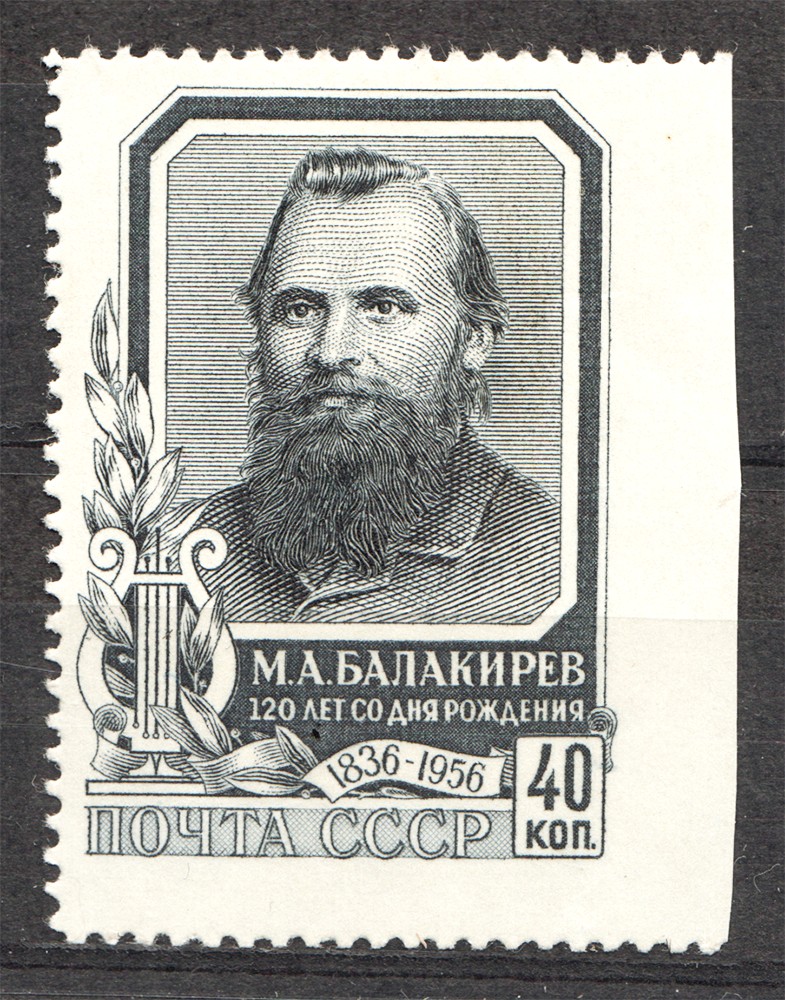 М.А.БАЛАКИРЕВ
120 ЛЕТ СО ДНЯ РОЖДЕНИЯ
1836-1956
40
КОП.
ПОЧТА СССР